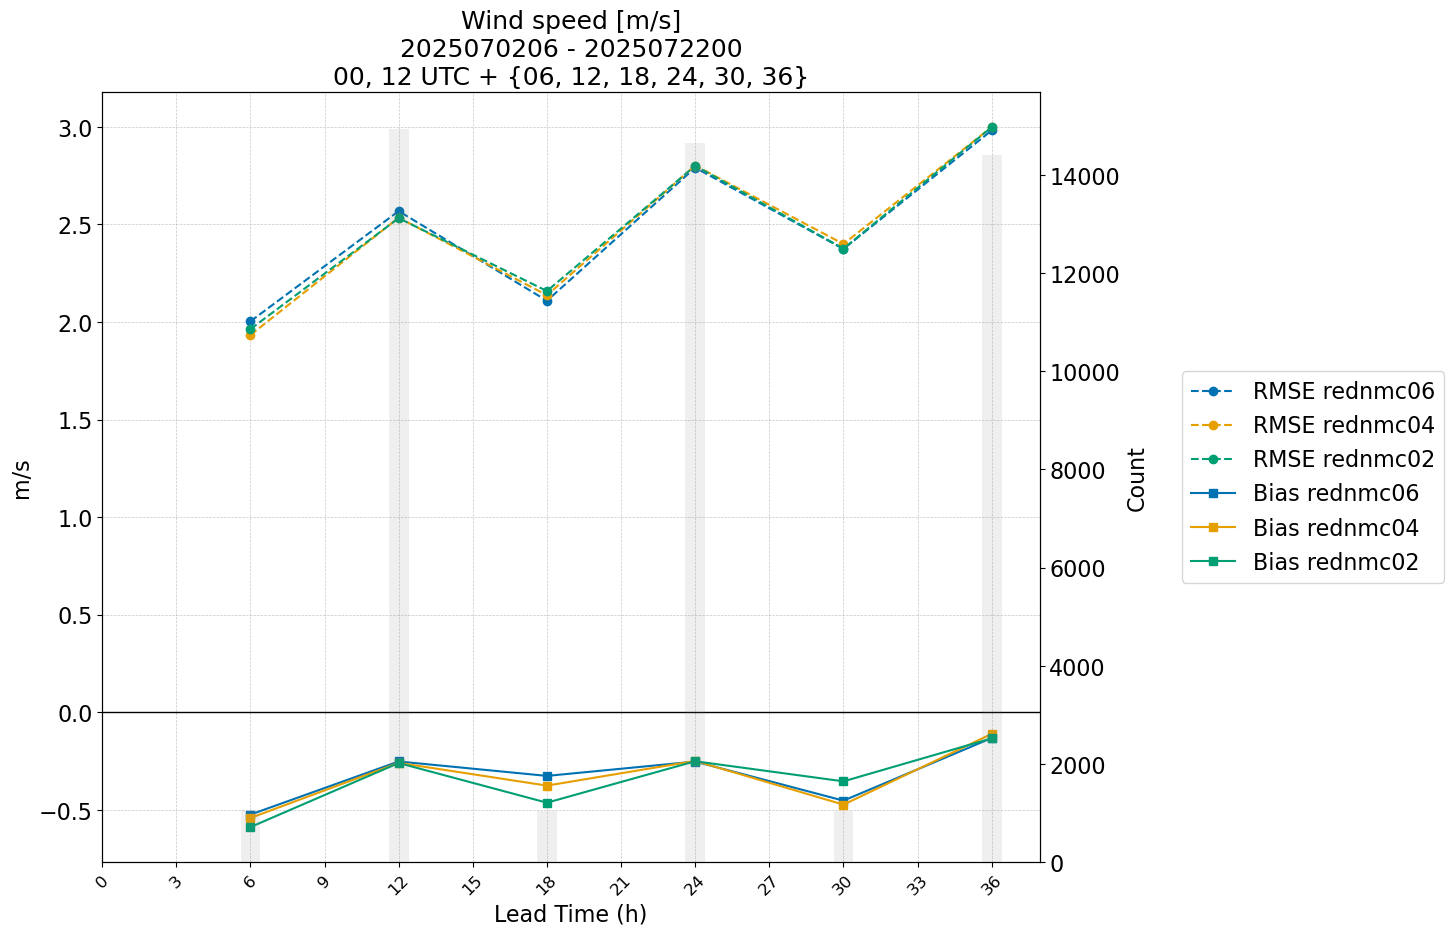 Wind speed [m/s]
2025070206 - 2025072200
00, 12 UTC + {06, 12, 18, 24, 30, 36}
3.0
2.5
2.0
1.5
1.0
0.5
0.0
−0.5
m/s
14000
12000
10000
8000
6000
4000
2000
0
Count
0
3
6
9
12
15
18
21
24
27
30
33
36
Lead Time (h)
RMSE rednmc06
RMSE rednmc04
RMSE rednmc02
Bias rednmc06
Bias rednmc04
Bias rednmc02